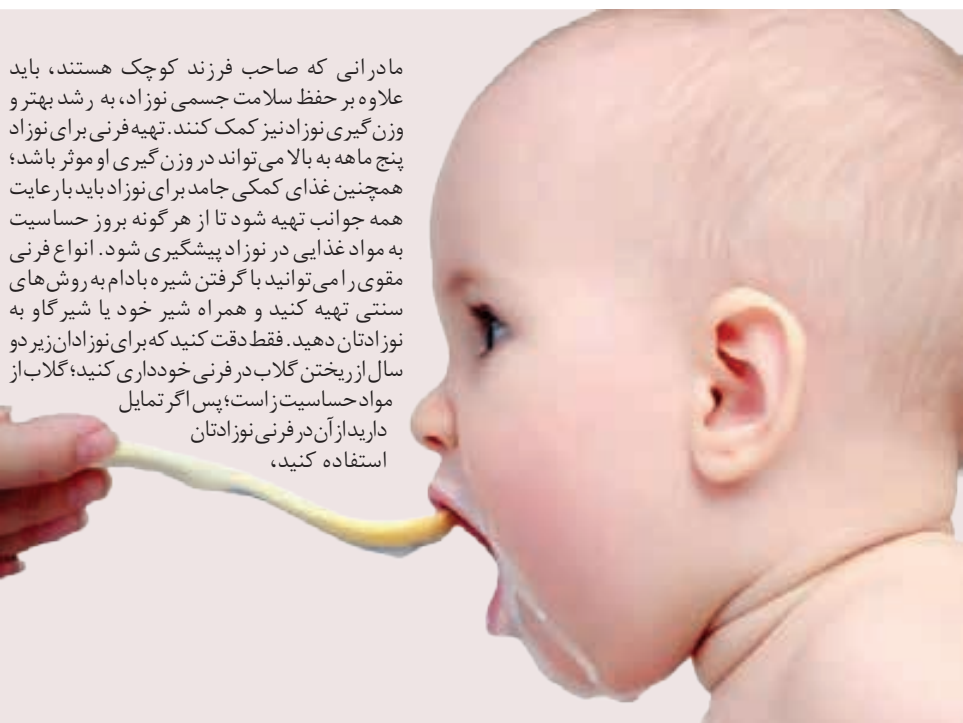 مادرانی که صاحب فرزند کوچک هستند، باید
علاوه بر حفظ سلامت جسمی نوزاد، به رشد بهتر و
وزن گیری نوزاد نیز کمک کنند. تهیه فرنی برای نوزاد
پنج ماهه به بالا می‌تواند در وزن گیری او موثر باشد؛
همچنین غذای کمکی جامد برای نوزاد باید با رعایت
همه جوانب تهیه شود تا از هر گونه بروز حساسیت
به مواد غذایی در نوزاد پیشگیری شود. انواع فرنی
مقوی را می‌توانید با گرفتن شیره بادام به روش‌های
سنتی تهیه کنید و همراه شیر خود یا شیر گاو به
نوزادتان دهید. فقط دقت کنید که برای نوزادان زیر دو
سال از ریختن گلاب در فرنی خودداری کنید؛ گلاب از
مواد حساسیت زاست؛ پس اگر تمایل
دارید از آن در فرنی نوزادتان
استفاده کنید،